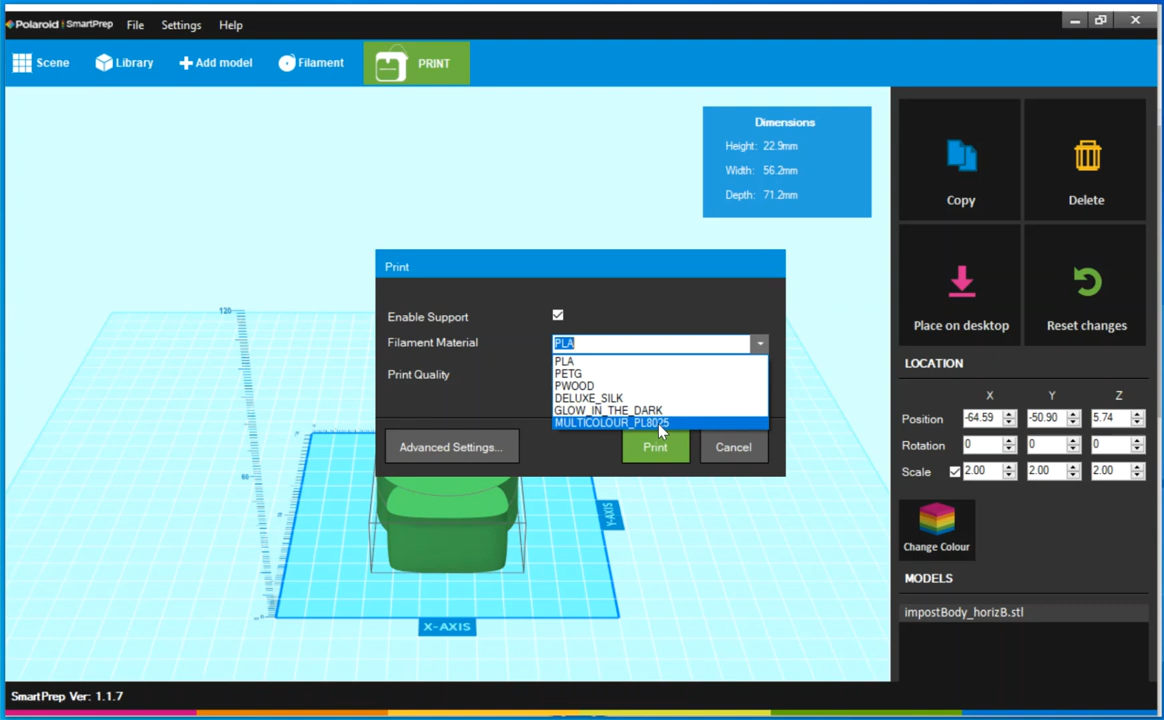 Polaroid SmartPrep File Settings Help
Scene Library Add model Filament PRINT
Dimensions
Height: 22.9mm
Width: 56.2mm
Depth: 71.2mm
Copy Delete
Place on desktop Reset changes
LOCATION
X Y Z
Position -64.59 -50.90 5.74
Rotation 0 0 0
Scale 2.00 2.00 2.00
Change Colour
MODELS
impostBody_horizB.stl
Print
Enable Support
Filament Material PLA
PLA
PETG
Print Quality
PWOOD
DELUXE_SILK
GLOW_IN_THE_DARK
MULTICOLOUR_PL8025
Advanced Settings... Print Cancel
120
60
Y-AXIS
X-AXIS
SmartPrep Ver: 1.1.7